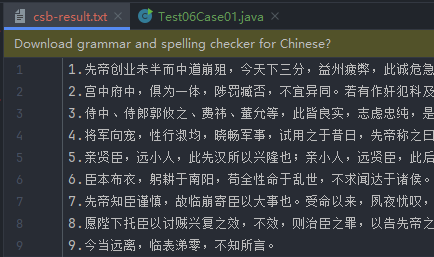 csb-result.txt Test06Case01.java
Download grammar and spelling checker for Chinese?
1 1.先帝创业未半而中道崩殂，今天下三分，益州疲弊，此诚危急
2 2.宫中府中，俱为一体，陟罚臧否，不宜异同。若有作奸犯科及
3 3.侍中、侍郎郭攸之、费祎、董允等，此皆良实，志虑忠纯，是
4 4.将军向宠，性行淑均，晓畅军事，试用之于昔日，先帝称之曰
5 5.亲贤臣，远小人，此先汉所以兴隆也；亲小人，远贤臣，此后
6 6.臣本布衣，躬耕于南阳，苟全性命于乱世，不求闻达于诸侯。
7 7.先帝知臣谨慎，故临崩寄臣以大事也。受命以来，夙夜忧叹，
8 8.愿陛下托臣以讨贼兴复之效，不效，则治臣之罪，以告先帝之
9 9.今当远离，临表涕零，不知所言。